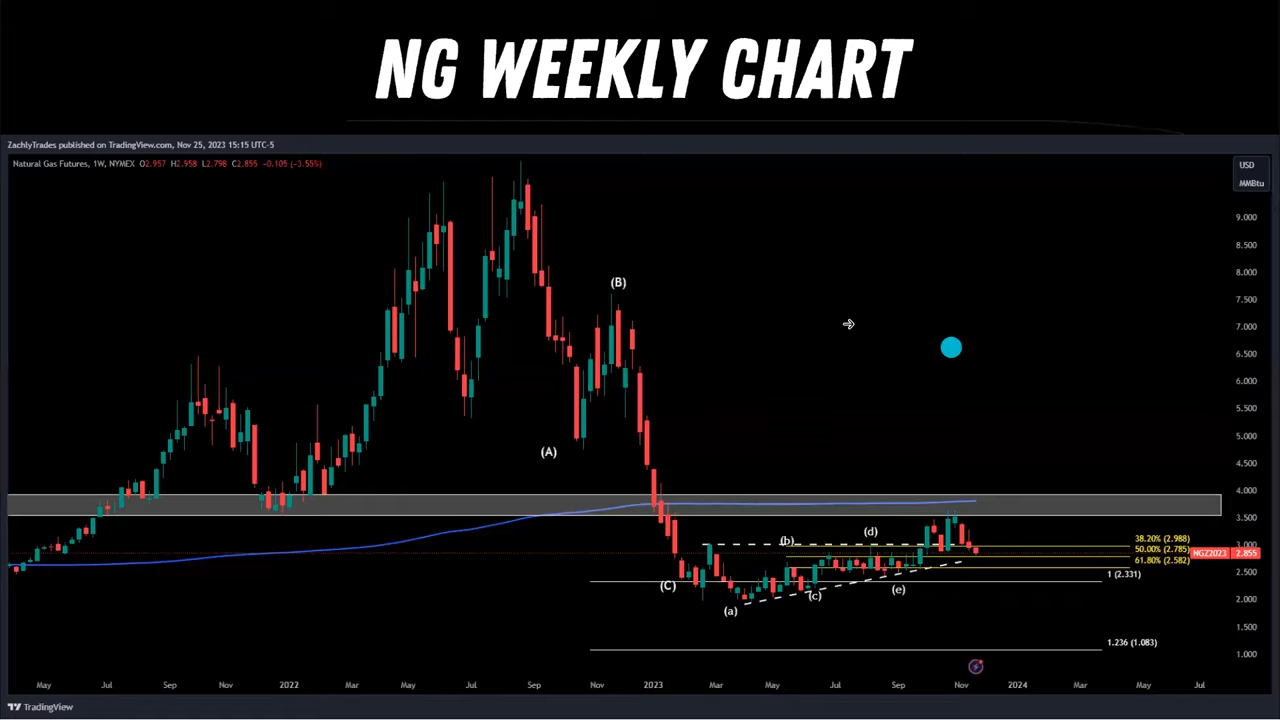 NG WEEKLY CHART
ZachlyTrades published on TradingView.com, Nov 25, 2023 15:15 UTC-5
Natural Gas Futures, 1W, NYMEX O2.957 H2.958 L2.798 C2.855 -0.105 (-3.55%)
USD
MMBtu
9.000
8.500
8.000
(B)
7.500
7.000
6.500
6.000
5.500
5.000
(A)
4.500
4.000
3.500
(d)
(b)
38.20% (2.988)
3.000
50.00% (2.785)
NGZ2023 2.855
61.80% (2.582)
1 (2.331)
2.500
(C)
(c)
(e)
2.000
(a)
1.500
1.236 (1.083)
1.000
May Jul Sep Nov 2022 Mar May Jul Sep Nov 2023 Mar May Jul Sep Nov 2024 Mar May Jul
TradingView